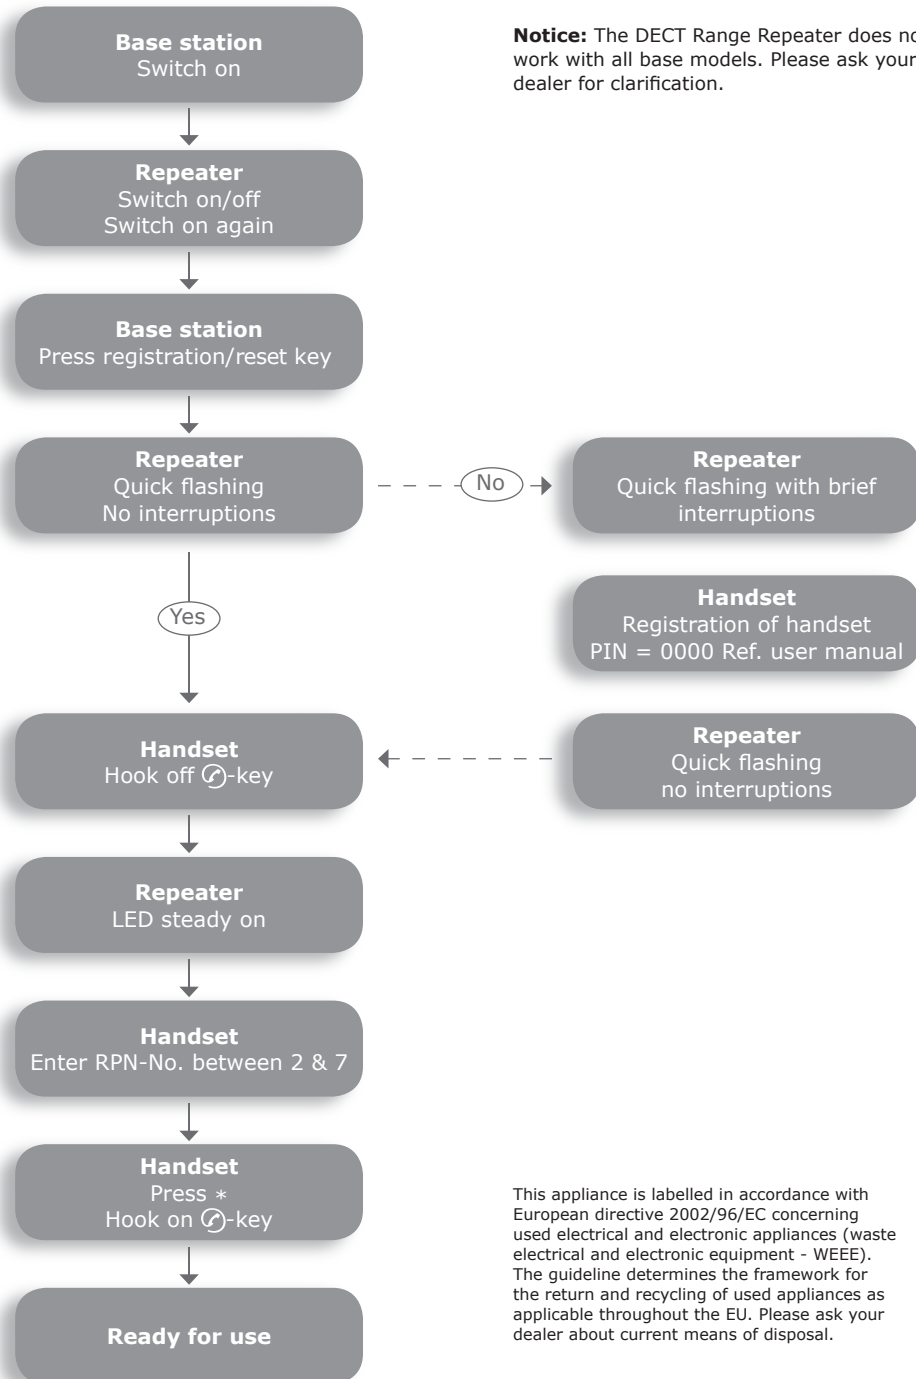 Base station
Switch on
Notice: The DECT Range Repeater does
work with all base models. Please ask your
dealer for clarification.
Repeater
Switch on/off
Switch on again
Base station
Press registration/reset key
Repeater
Quick flashing
No interruptions
No
Repeater
Quick flashing with brief
interruptions
Yes
Handset
Registration of handset
PIN = 0000 Ref. user manual
Repeater
Quick flashing
no interruptions
Handset
Hook off -key
Repeater
LED steady on
Handset
Enter RPN-No. between 2 & 7
Handset
Press *
Hook on -key
Ready for use
This appliance is labelled in accordance with
European directive 2002/96/EC concerning
used electrical and electronic appliances (waste
electrical and electronic equipment - WEEE).
The guideline determines the framework for
the return and recycling of used appliances as
applicable throughout the EU. Please ask your
dealer about current means of disposal.